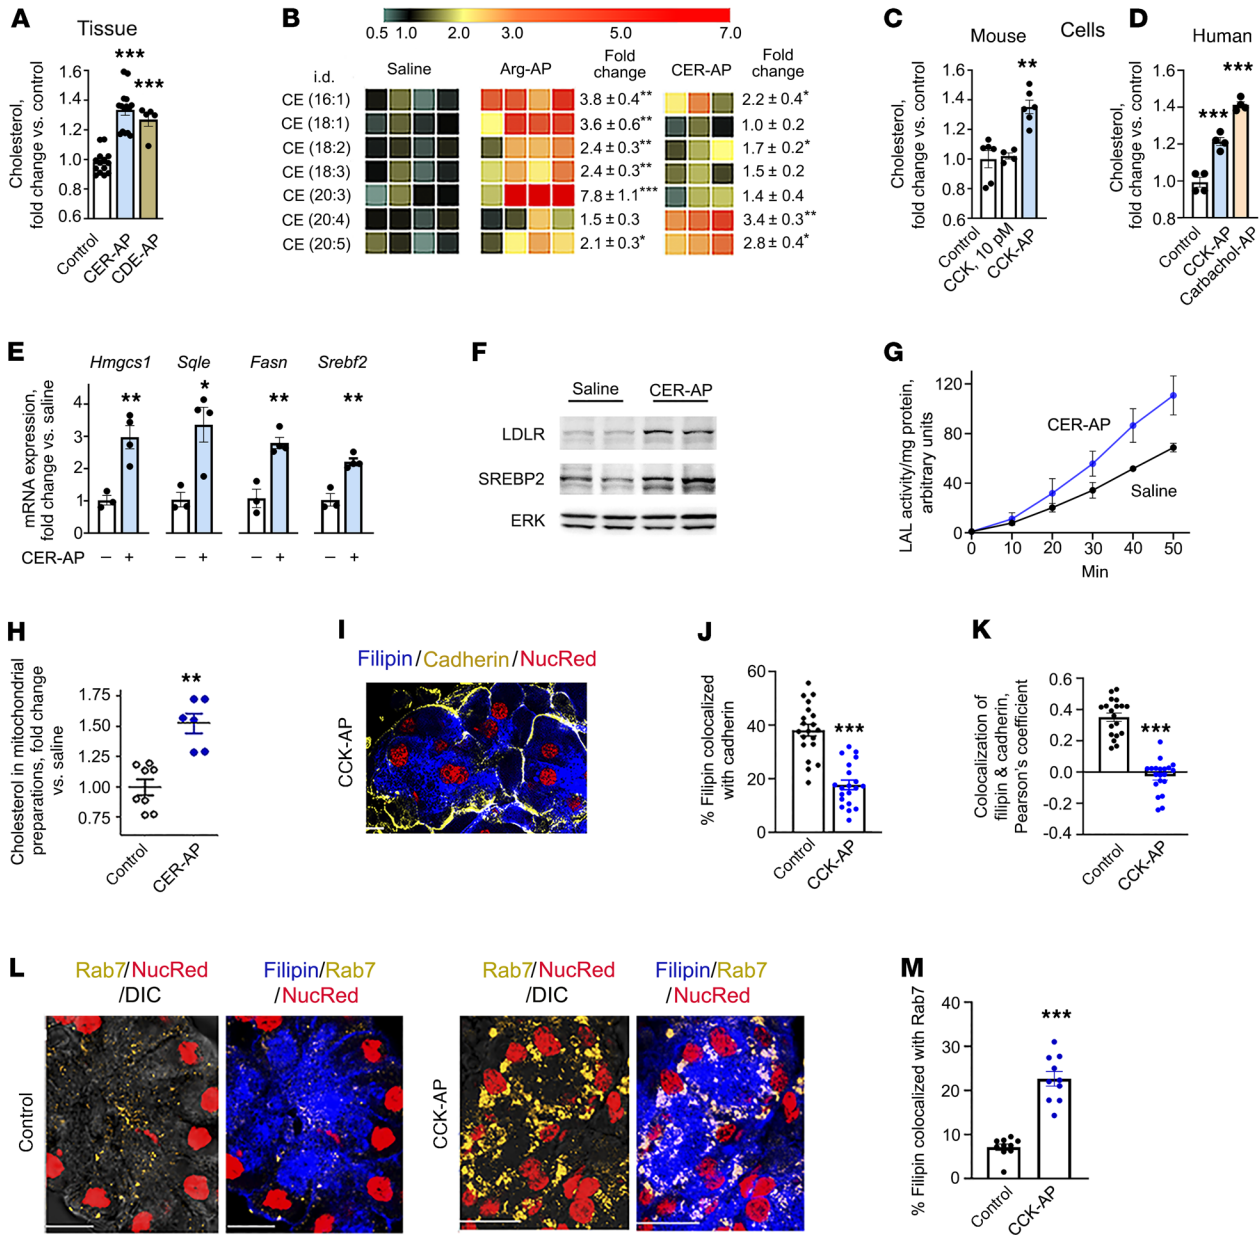 A
Tissue
Cholesterol,
fold change vs. control
1.6
1.4
1.2
1.0
0.8
0.6
***
***
Control
CER-AP
CDE-AP
B
0.5 1.0 2.0 3.0 5.0 7.0
i.d. Saline Arg-AP Fold change CER-AP Fold change
CE (16:1) 3.8 ± 0.4** 2.2 ± 0.4*
CE (18:1) 3.6 ± 0.6** 1.0 ± 0.2
CE (18:2) 2.4 ± 0.3** 1.7 ± 0.2*
CE (18:3) 2.4 ± 0.3** 1.5 ± 0.2
CE (20:3) 7.8 ± 1.1*** 1.4 ± 0.4
CE (20:4) 1.5 ± 0.3 3.4 ± 0.3**
CE (20:5) 2.1 ± 0.3* 2.8 ± 0.4*
C
Mouse
Cells
Cholesterol,
fold change vs. control
1.6
1.4
1.2
1.0
0.8
0.6
**
Control
CCK, 10 pM
CCK-AP
D
Human
Cholesterol,
fold change vs. control
1.6
1.4
1.2
1.0
0.8
***
***
Control
CCK-AP
Carbachol-AP
E
Hmgcs1 Sqle Fasn Srebf2
mRNA expression,
fold change vs. saline
4
3
2
1
0
** * ** **
CER-AP – + – + – + – +
F
Saline CER-AP
LDLR
SREBP2
ERK
G
LAL activity/mg protein,
arbitrary units
120
80
40
0
CER-AP
Saline
0 10 20 30 40 50
Min
H
Cholesterol in mitochondrial
preparations, fold change
vs. saline
1.75
1.50
1.25
1.00
0.75
**
Control
CER-AP
I
Filipin/Cadherin/NucRed
CCK-AP
J
% Filipin colocalized
with cadherin
60
40
20
0
***
Control
CCK-AP
K
Colocalization of
filipin & cadherin,
Pearson's coefficient
0.6
0.4
0.2
0.0
-0.2
-0.4
***
Control
CCK-AP
L
Rab7/NucRed
/DIC
Filipin/Rab7
/NucRed
Control
Rab7/NucRed
/DIC
Filipin/Rab7
/NucRed
CCK-AP
M
% Filipin colocalized with Rab7
40
30
20
10
0
***
Control
CCK-AP